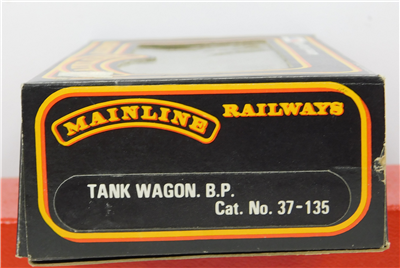 MAINLINE RAILWAYS
TANK WAGON. B.P.
Cat. No. 37-135